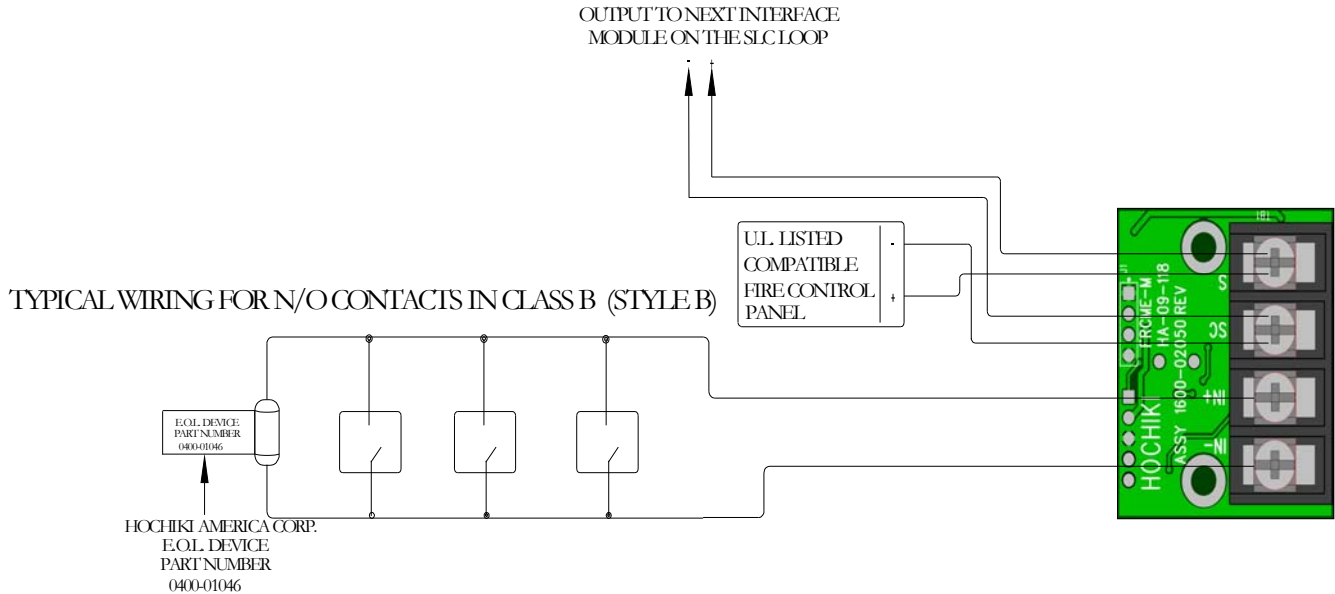 OUTPUT TO NEXT INTERFACE
MODULE ON THE SLC LOOP
- +
U.L. LISTED -
COMPATIBLE
FIRE CONTROL +
PANEL
TYPICAL WIRING FOR N/O CONTACTS IN CLASS B (STYLE B)
E.O.L. DEVICE
PART NUMBER
0400-01046
HOCHIKI AMERICA CORP.
E.O.L. DEVICE
PART NUMBER
0400-01046
J1
FRCME-M
HA-09-118
HOCHIKI
ASSY 1600-02050 REV
S
SC
IN+
IN-